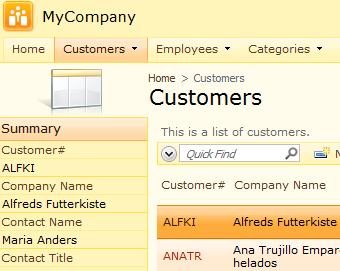 MyCompany
Home Customers Employees Categories
Home > Customers
Customers
Summary
Customer#
ALFKI
Company Name
Alfreds Futterkiste
Contact Name
Maria Anders
Contact Title
This is a list of customers.
Quick Find
Customer# Company Name
ALFKI Alfreds Futterkiste
ANATR Ana Trujillo Empar
helados